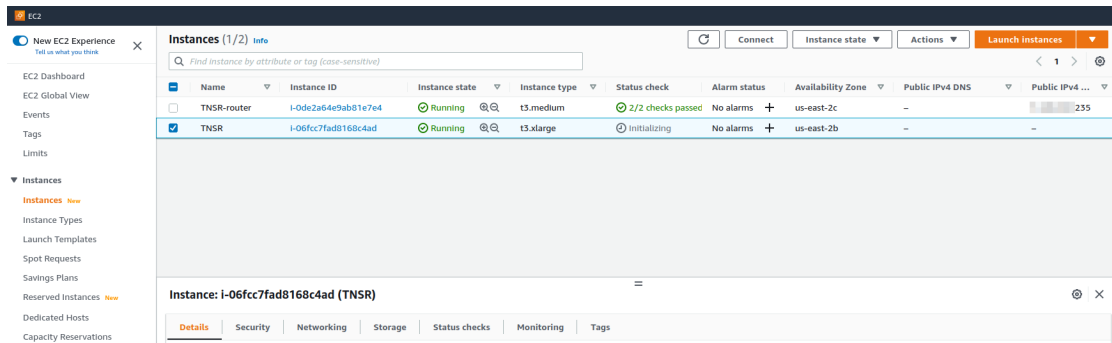 EC2
New EC2 Experience
Tell us what you think
EC2 Dashboard
EC2 Global View
Events
Tags
Limits
Instances
Instances New
Instance Types
Launch Templates
Spot Requests
Savings Plans
Reserved Instances New
Dedicated Hosts
Capacity Reservations
Instances (1/2) Info
Connect
Instance state
Actions
Launch instances
Find instance by attribute or tag (case-sensitive)
1
Name Instance ID Instance state Instance type Status check Alarm status Availability Zone Public IPv4 DNS Public IPv4 ...
TNSR-router i-0de2a64e9ab81e7e4 Running t3.medium 2/2 checks passed No alarms + us-east-2c – 235
TNSR i-06fcc7fad8168c4ad Running t3.xlarge Initializing No alarms + us-east-2b – –
Instance: i-06fcc7fad8168c4ad (TNSR)
Details Security Networking Storage Status checks Monitoring Tags